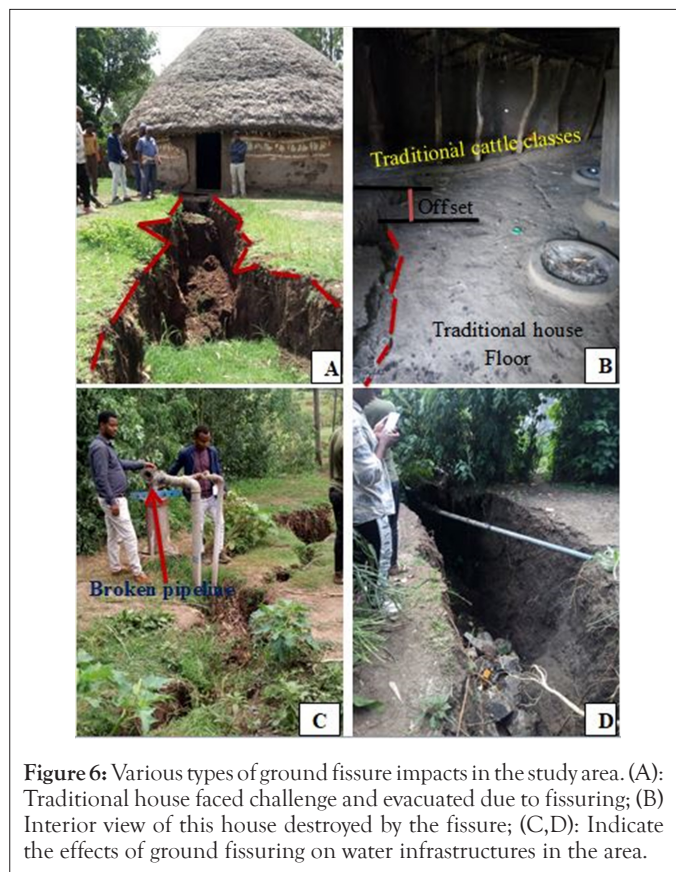 Traditional cattle classes
Offset
Traditional house
Floor
A
B
Broken pipeline
C
D
Figure 6: Various types of ground fissure impacts in the study area. (A):
Traditional house faced challenge and evacuated due to fissuring; (B)
Interior view of this house destroyed by the fissure; (C,D): Indicate
the effects of ground fissuring on water infrastructures in the area.